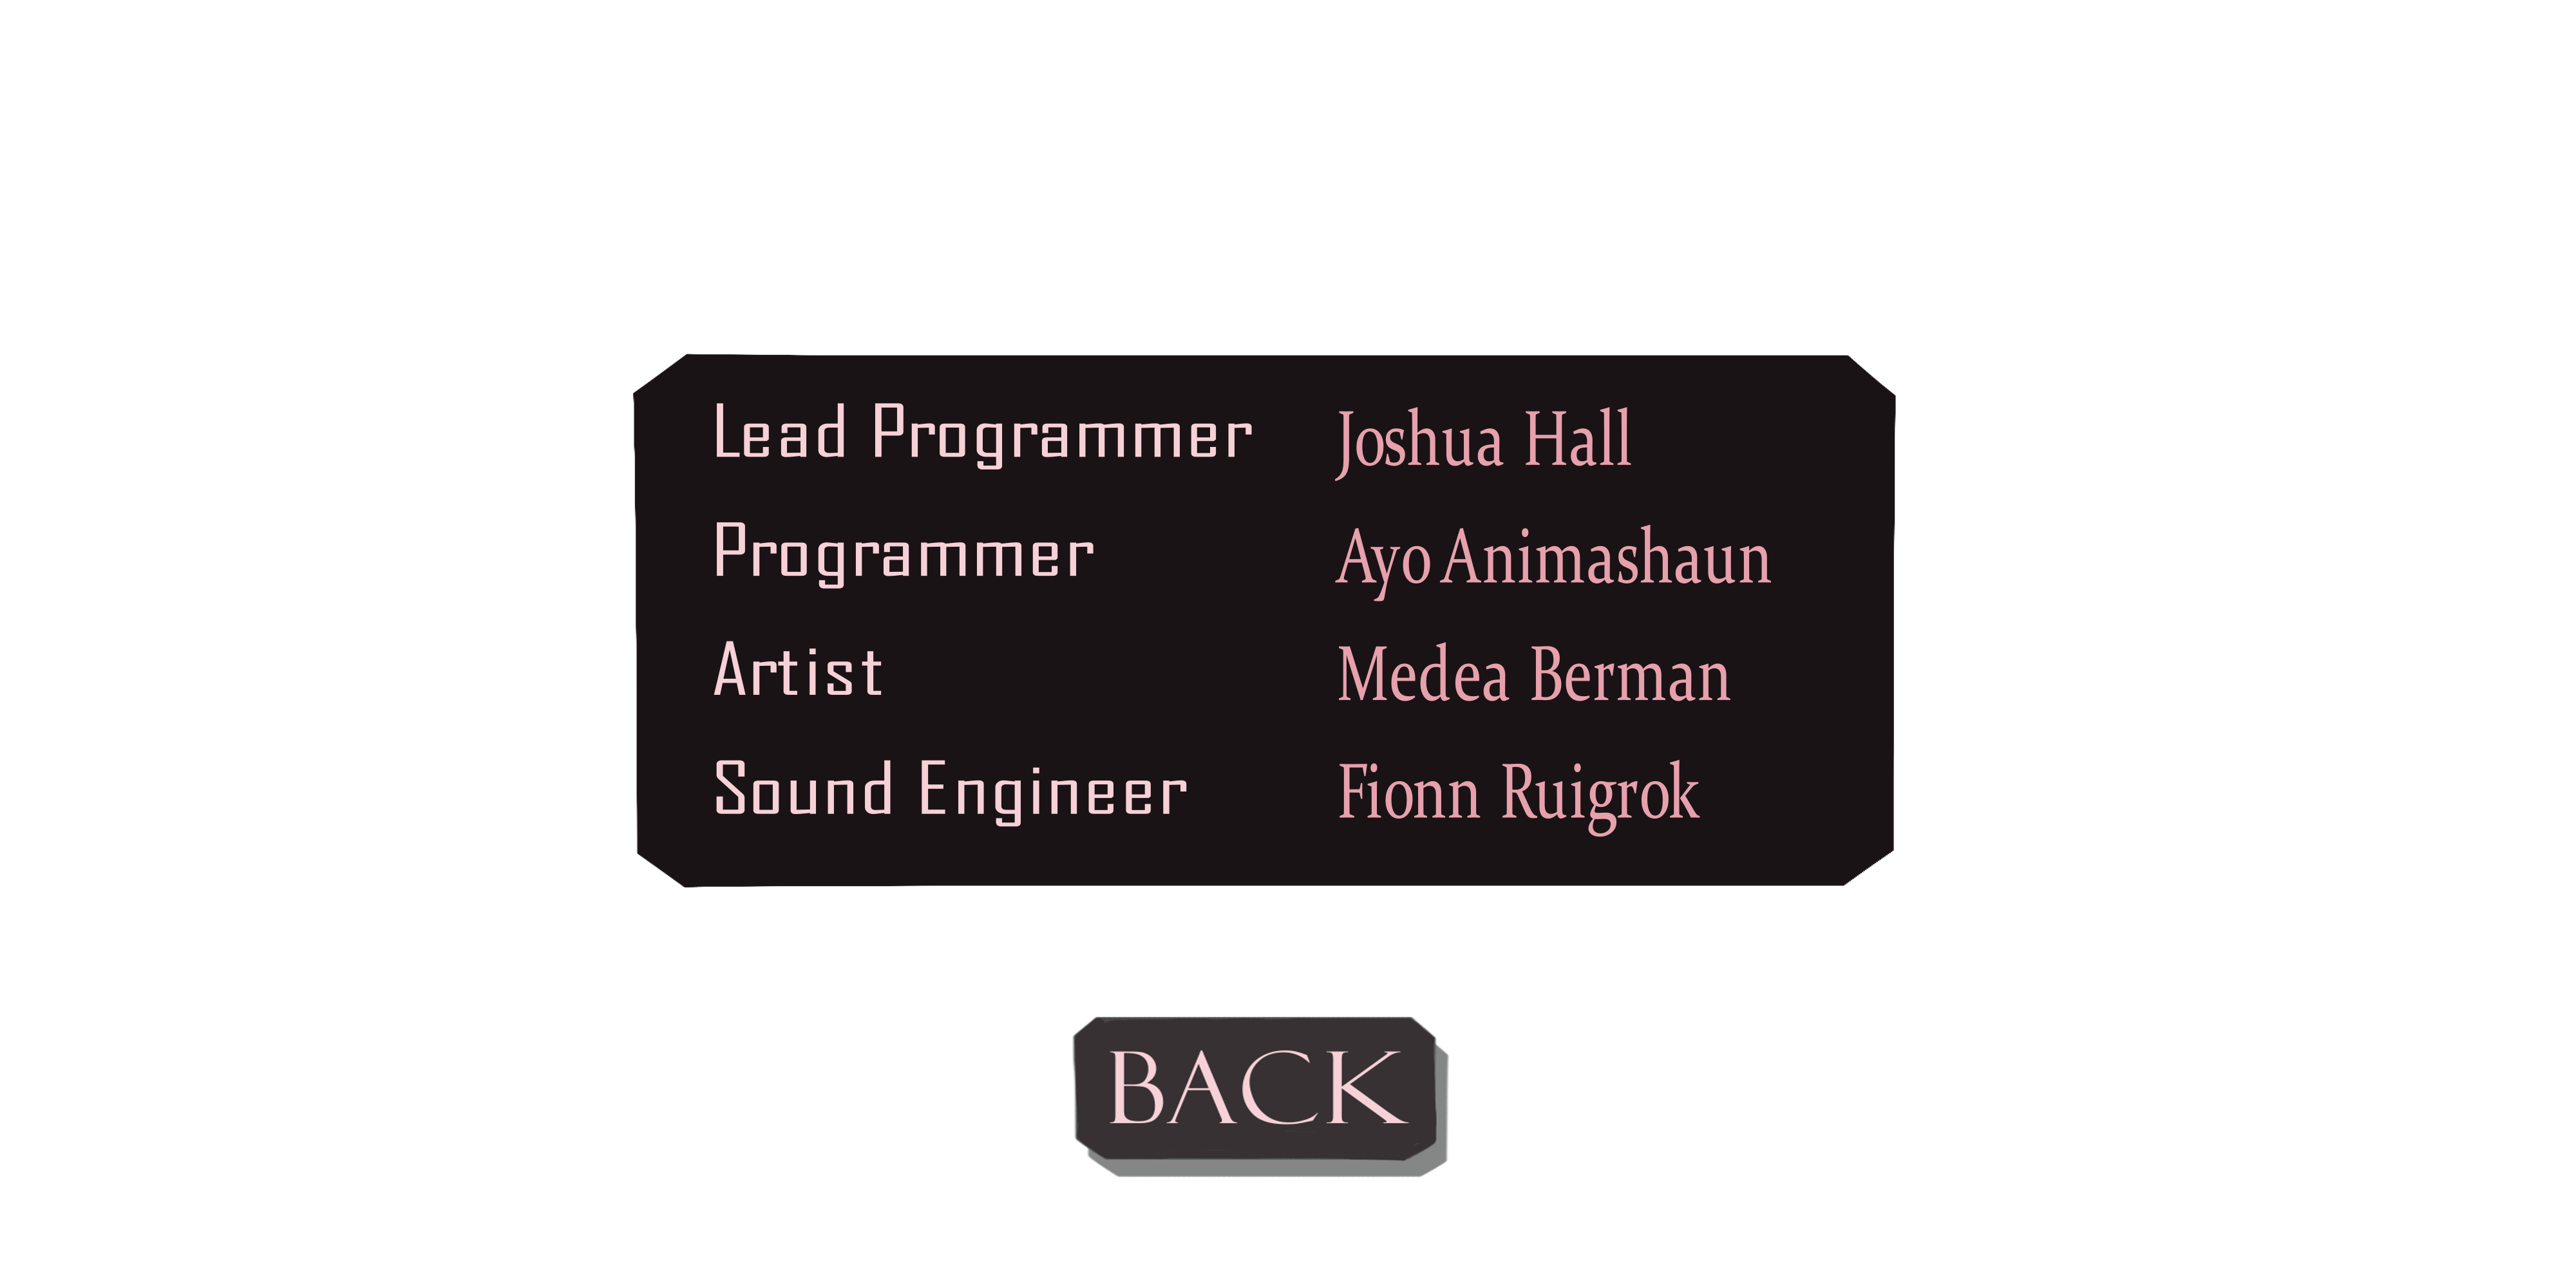 Lead Programmer Joshua Hall
Programmer Ayo Animashaun
Artist Medea Berman
Sound Engineer Fionn Ruigrok
BACK